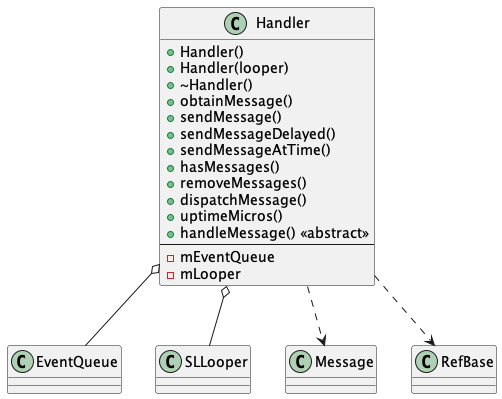 C Handler
Handler()
Handler(looper)
~Handler()
obtainMessage()
sendMessage()
sendMessageDelayed()
sendMessageAtTime()
hasMessages()
removeMessages()
dispatchMessage()
uptimeMicros()
handleMessage() «abstract»
mEventQueue
mLooper
C EventQueue
C SLLooper
C Message
C RefBase